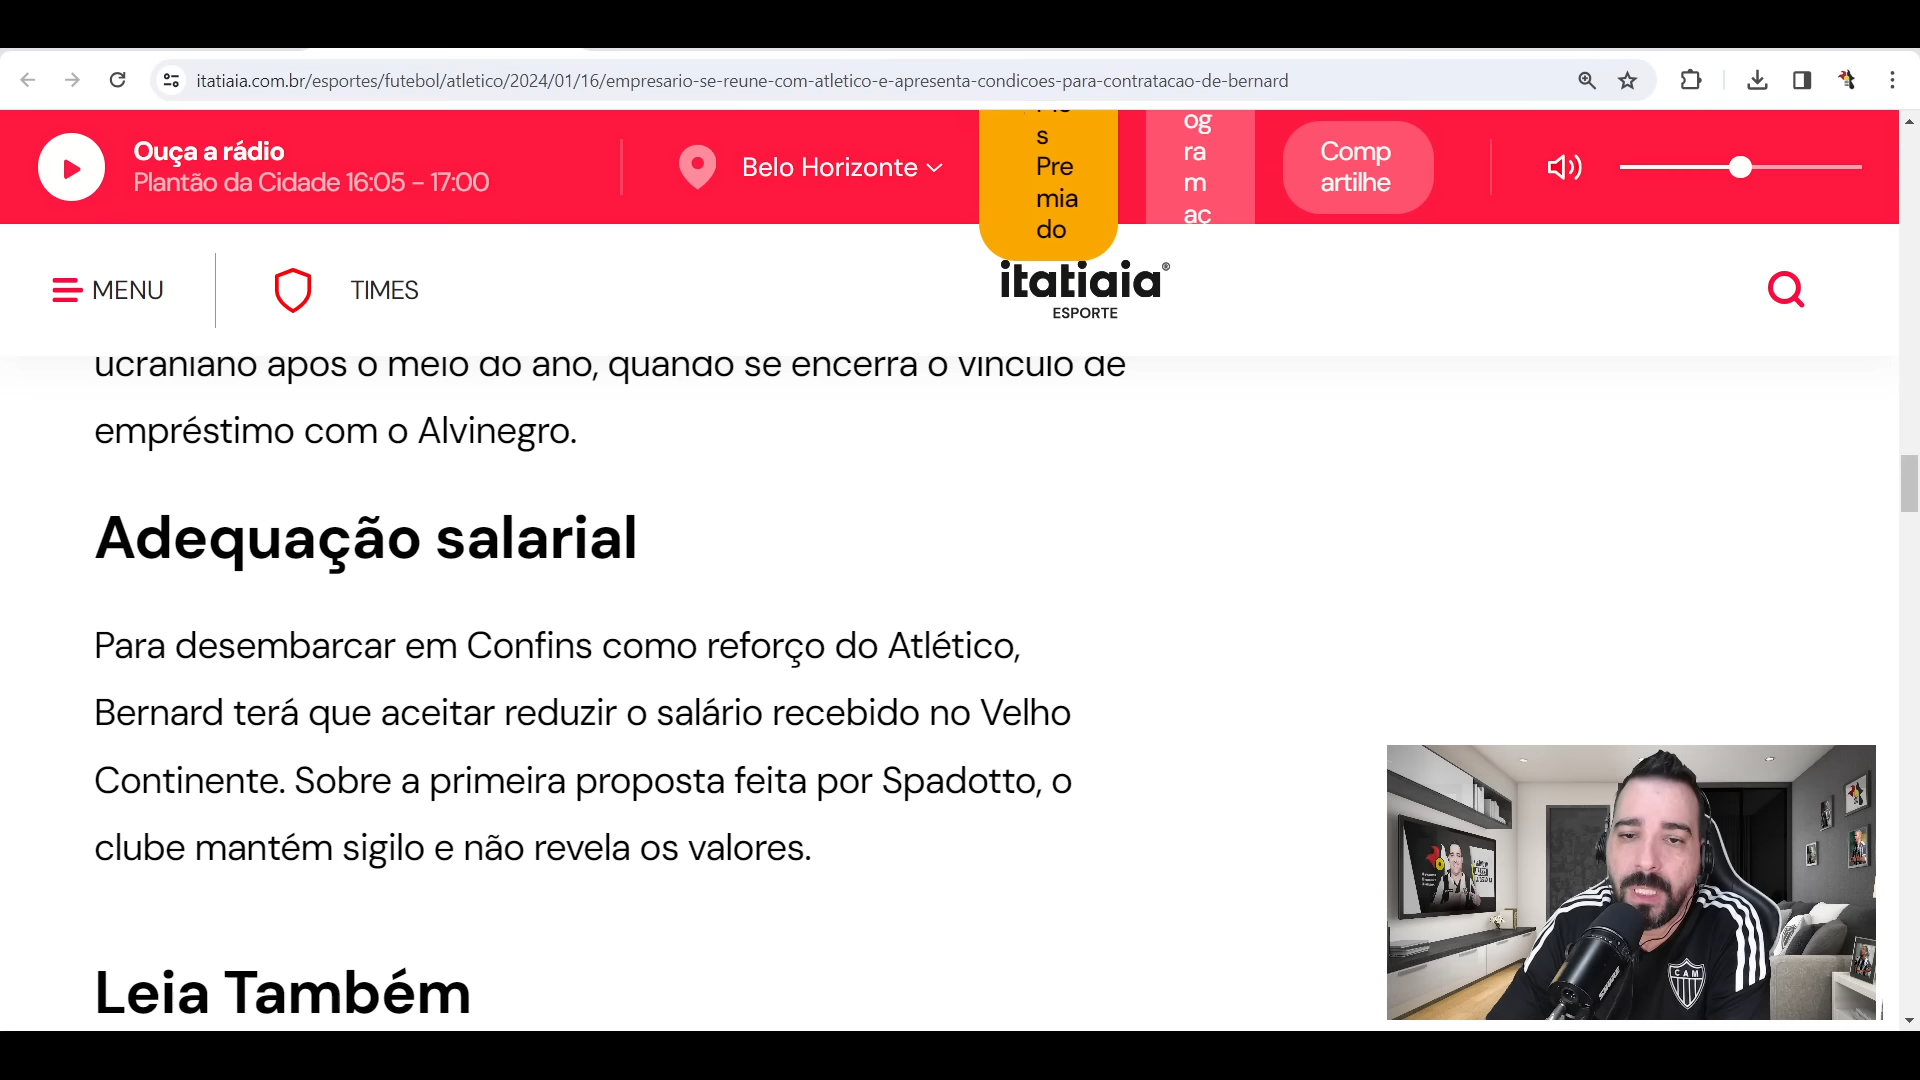 itatiaia.com.br/esportes/futebol/atletico/2024/01/16/empresario-se-reune-com-atletico-e-apresenta-condicoes-para-contratacao-de-bernard
Ouça a rádio
Plantão da Cidade 16:05 - 17:00
Belo Horizonte
s
Pre
mia
do
og
ra
m
aç
Comp
artilhe
MENU
TIMES
itatiaia®
ESPORTE
ucraniano após o meio do ano, quando se encerra o vínculo de
empréstimo com o Alvinegro.
Adequação salarial
Para desembarcar em Confins como reforço do Atlético,
Bernard terá que aceitar reduzir o salário recebido no Velho
Continente. Sobre a primeira proposta feita por Spadotto, o
clube mantém sigilo e não revela os valores.
Leia Também
CAM